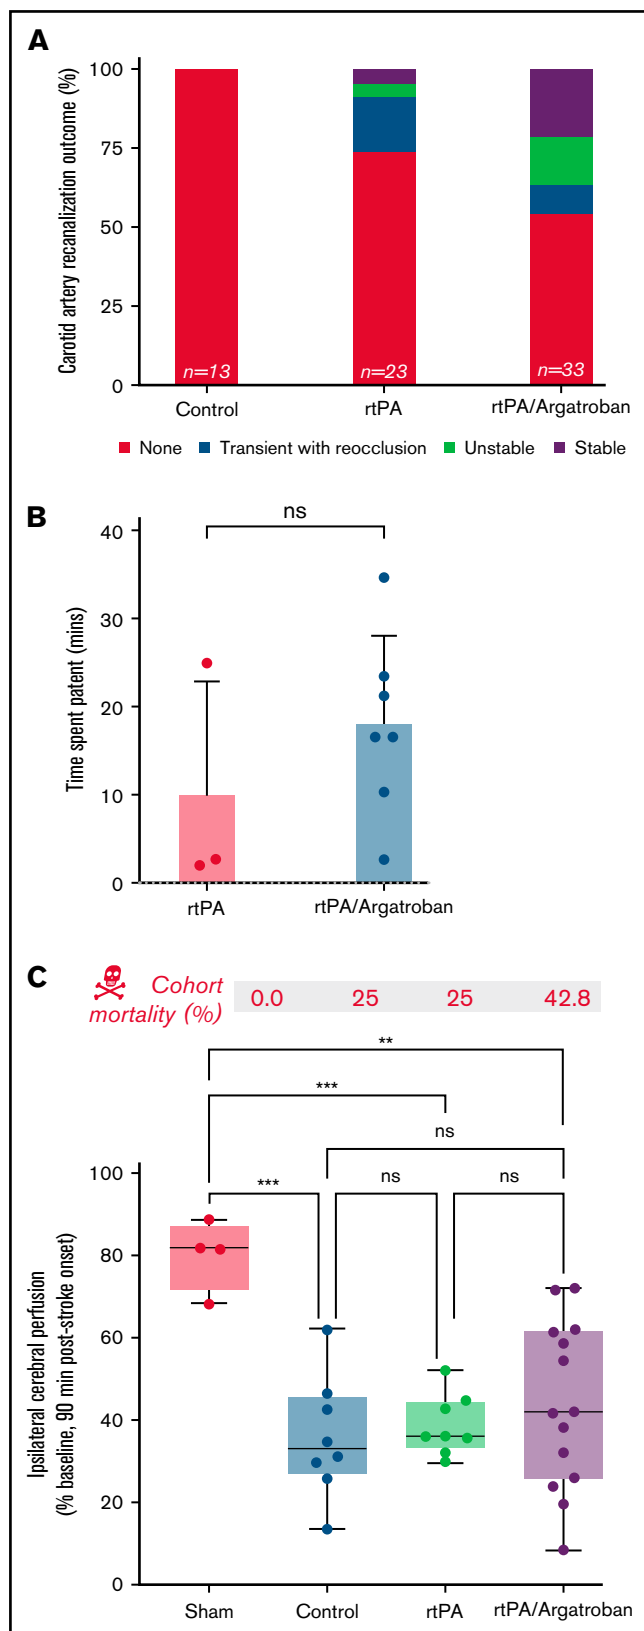 A
Carotid artery recanalization outcome (%)
100
75
50
25
0
n=13
n=23
n=33
Control
rtPA
rtPA/Argatroban
None
Transient with reocclusion
Unstable
Stable
B
Time spent patent (mins)
40
30
20
10
0
ns
rtPA
rtPA/Argatroban
C
Cohort
mortality (%)
0.0
25
25
42.8
**
***
ns
***
ns
ns
Ipsilateral cerebral perfusion
(% baseline, 90 min post-stroke onset)
100
80
60
40
20
0
Sham
Control
rtPA
rtPA/Argatroban